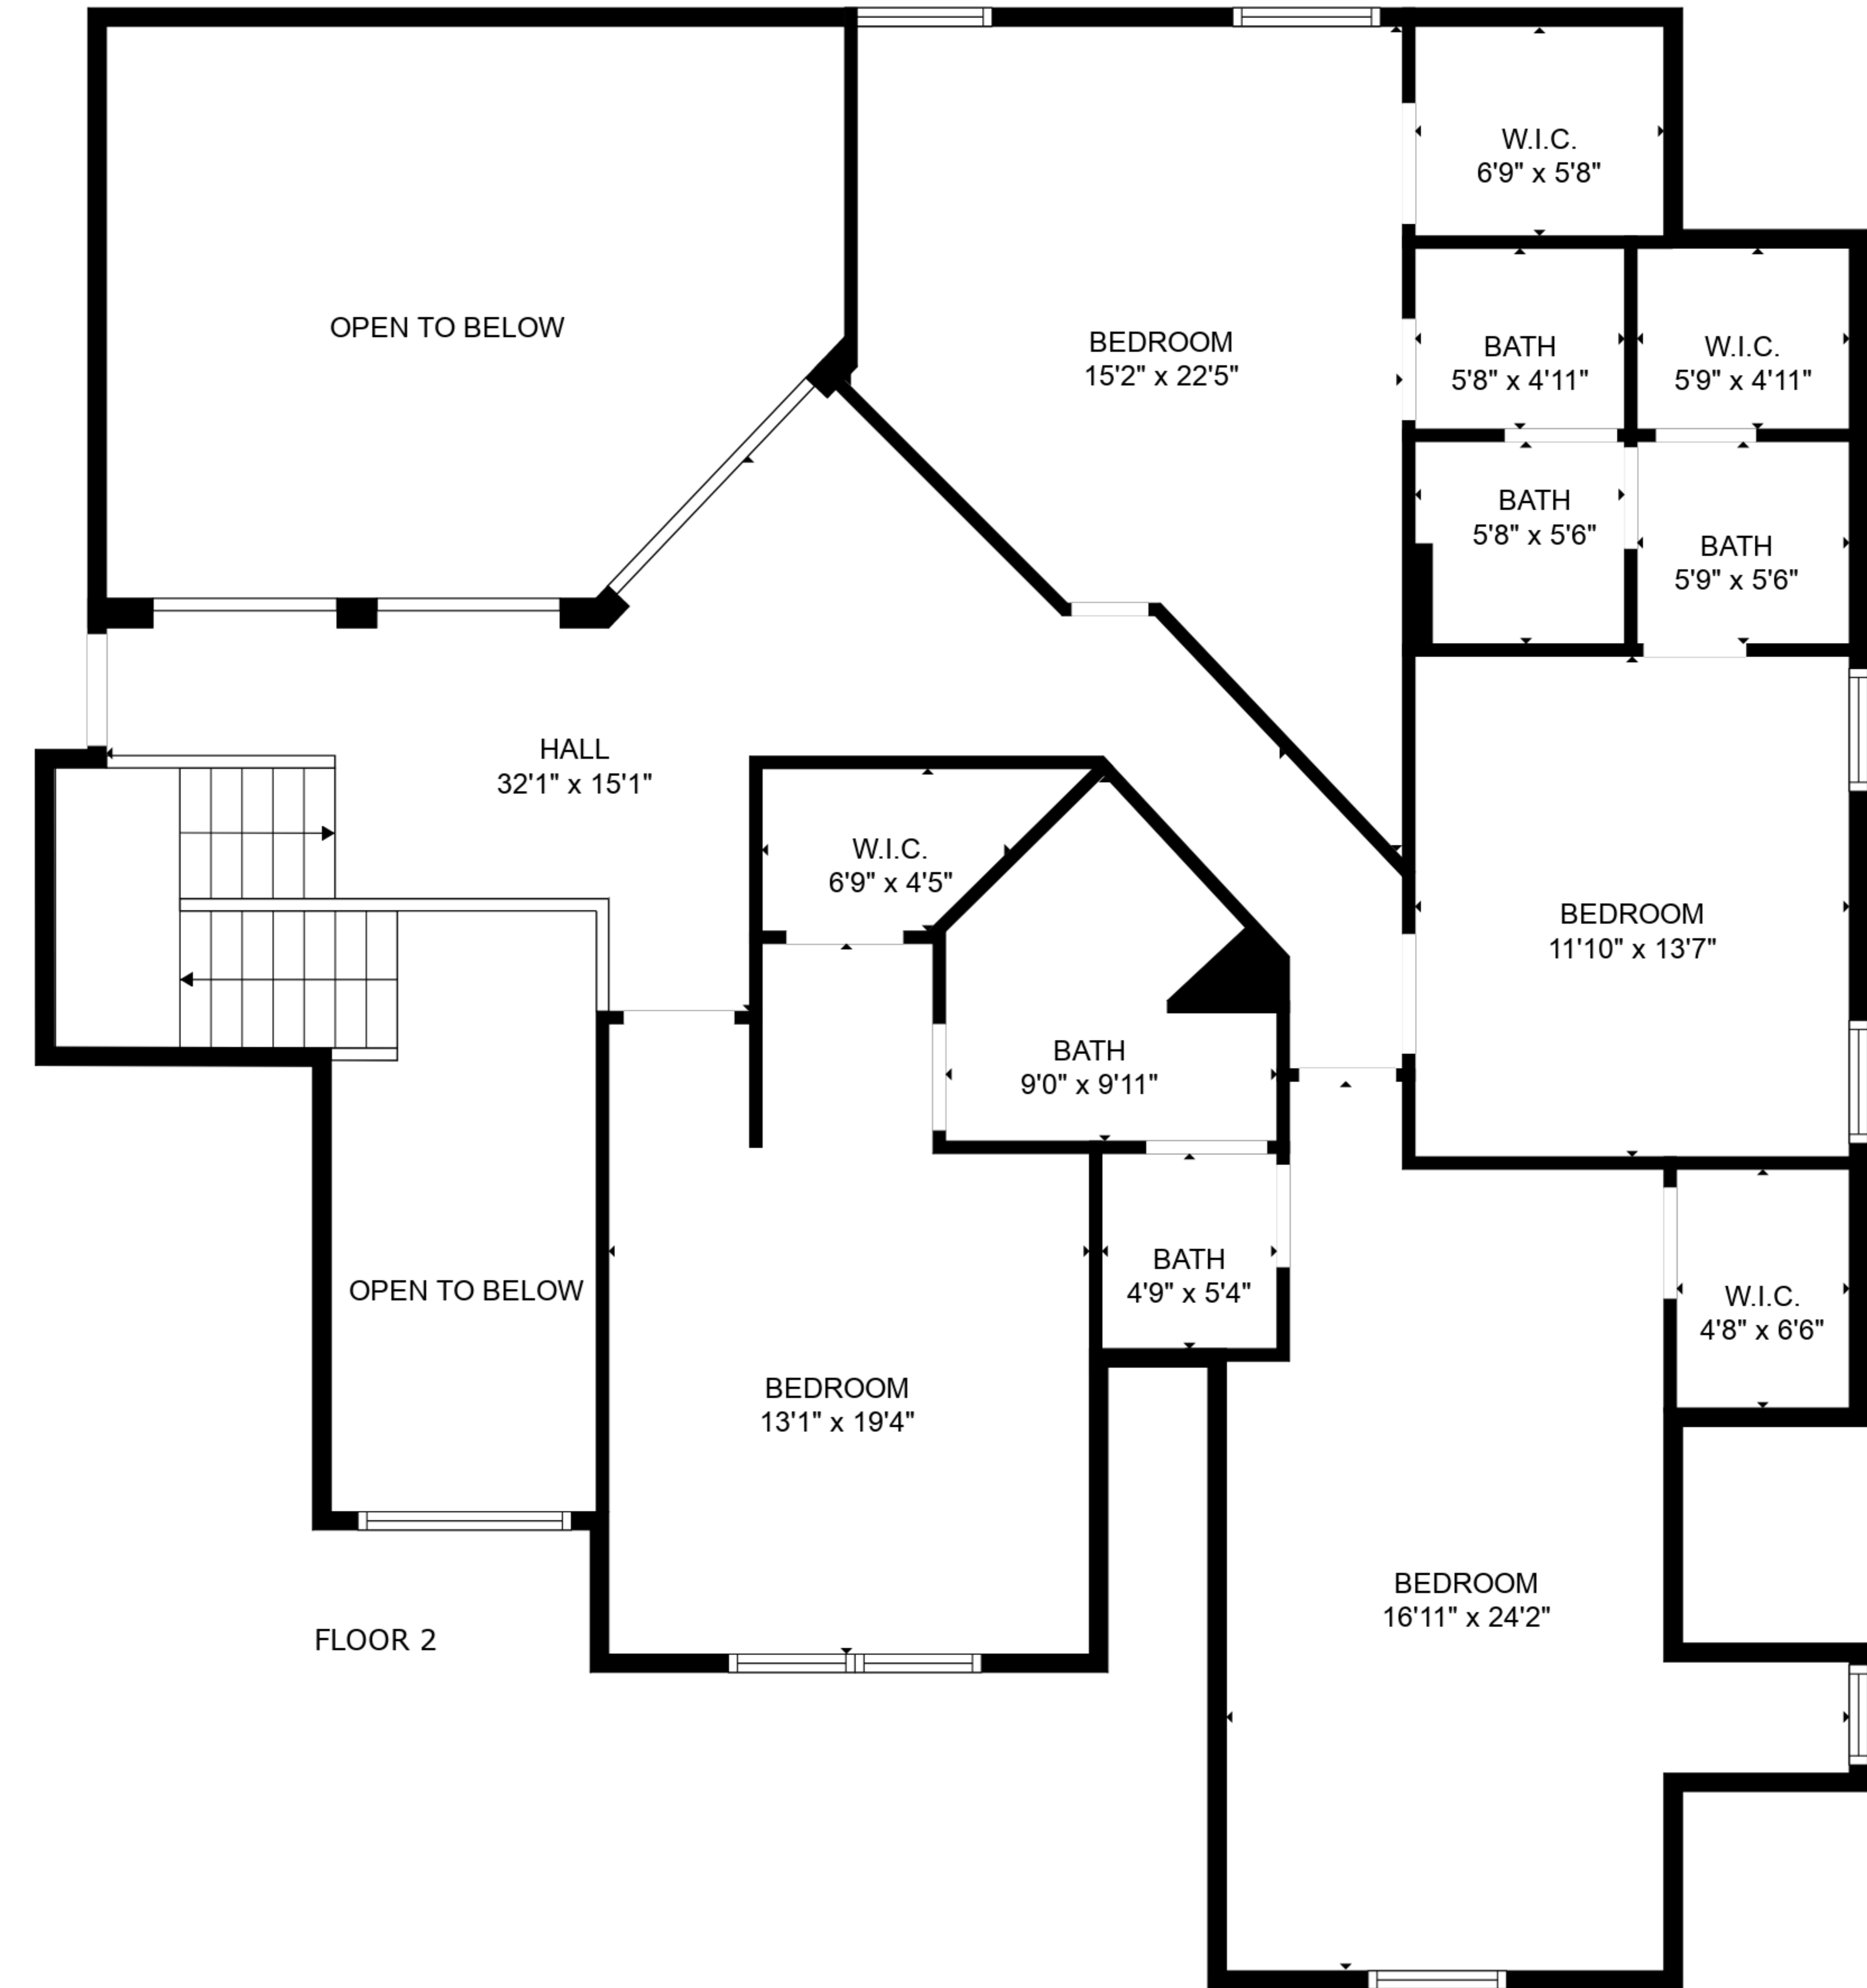 W.I.C.
6'9" x 5'8"
OPEN TO BELOW
BEDROOM
15'2" x 22'5"
BATH
5'8" x 4'11"
W.I.C.
5'9" x 4'11"
BATH
5'8" x 5'6"
BATH
5'9" x 5'6"
HALL
32'1" x 15'1"
W.I.C.
6'9" x 4'5"
BEDROOM
11'10" x 13'7"
BATH
9'0" x 9'11"
OPEN TO BELOW
BATH
4'9" x 5'4"
W.I.C.
4'8" x 6'6"
BEDROOM
13'1" x 19'4"
BEDROOM
16'11" x 24'2"
FLOOR 2